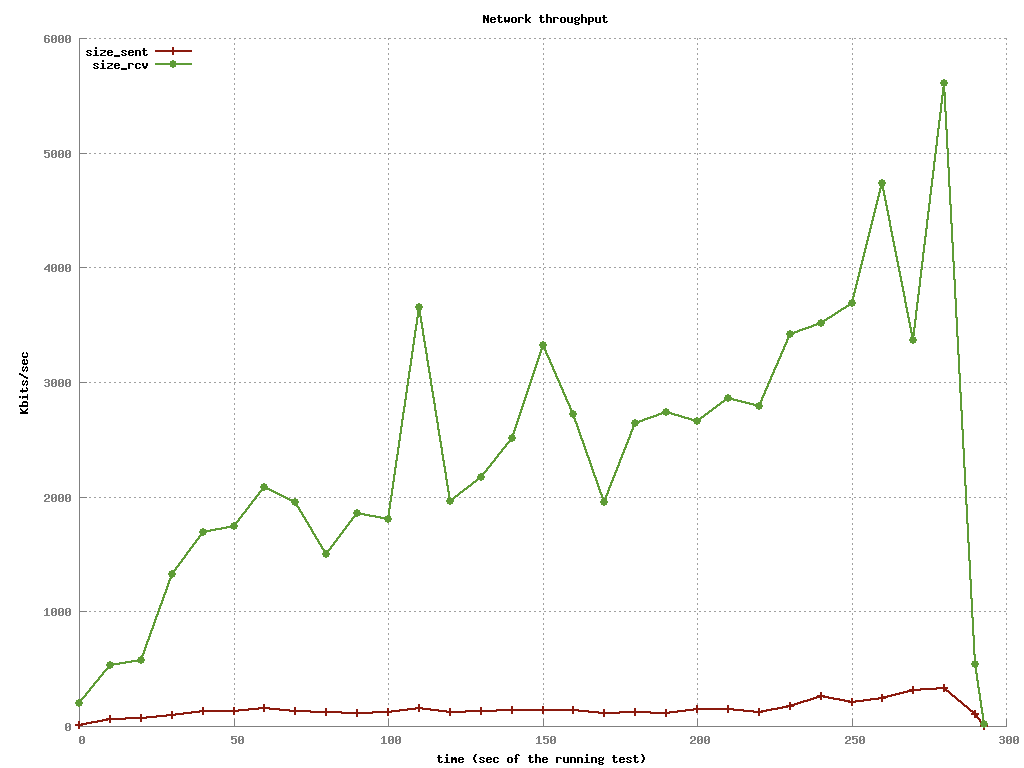 Network throughput
6000
size_sent
size_rcv
5000
4000
3000
Kbits/sec
2000
1000
0
0 50 100 150 200 250 300
time (sec of the running test)